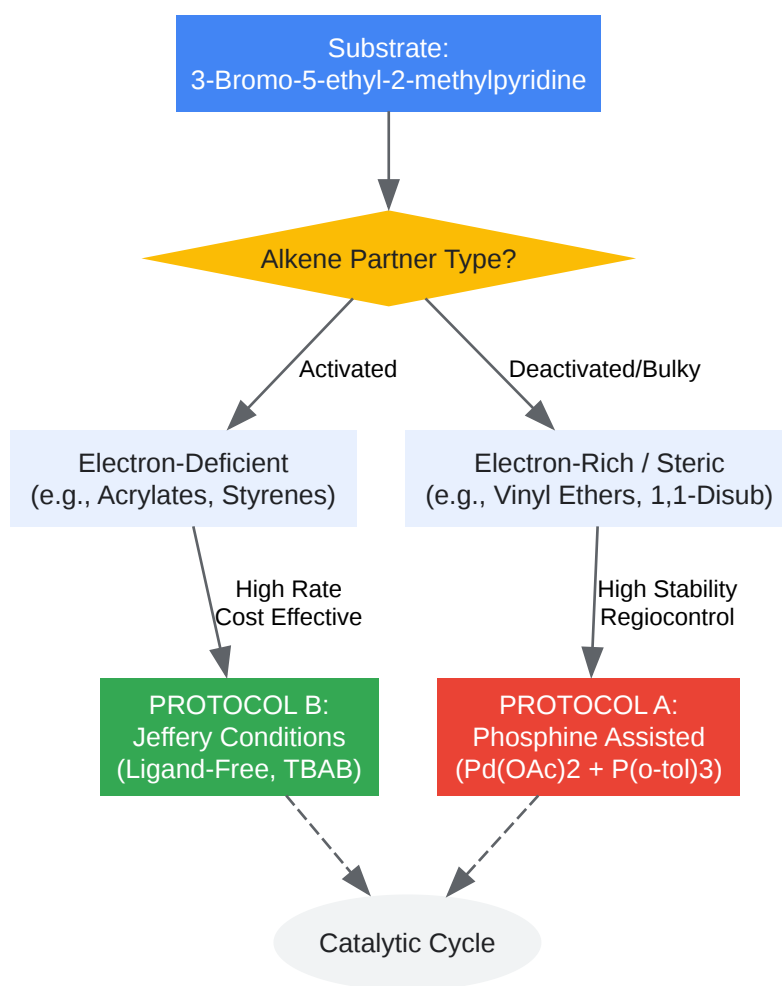 Substrate:
3-Bromo-5-ethyl-2-methylpyridine
Alkene Partner Type?
Activated
Deactivated/Bulky
Electron-Deficient
(e.g., Acrylates, Styrenes)
Electron-Rich / Steric
(e.g., Vinyl Ethers, 1,1-Disub)
High Rate
Cost Effective
High Stability
Regiocontrol
PROTOCOL B:
Jeffery Conditions
(Ligand-Free, TBAB)
PROTOCOL A:
Phosphine Assisted
(Pd(OAc)2 + P(o-tol)3)
Catalytic Cycle